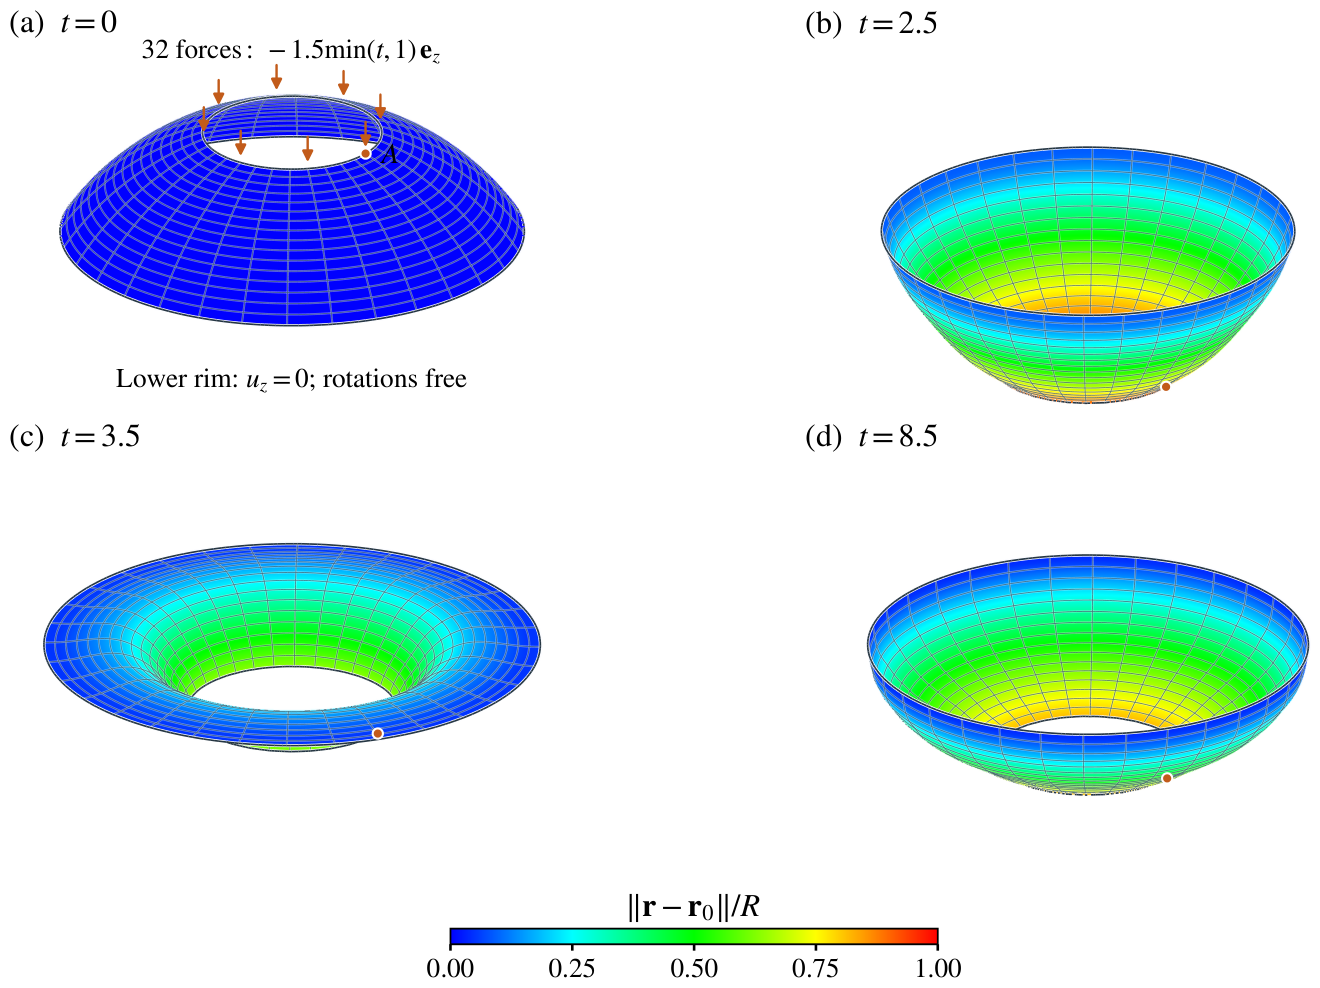 (a) t = 0
32 forces: − 1.5min(t, 1) e_z
A
Lower rim: u_z = 0; rotations free
(b) t = 2.5
(c) t = 3.5
(d) t = 8.5
‖r − r₀‖/R
0.00 0.25 0.50 0.75 1.00